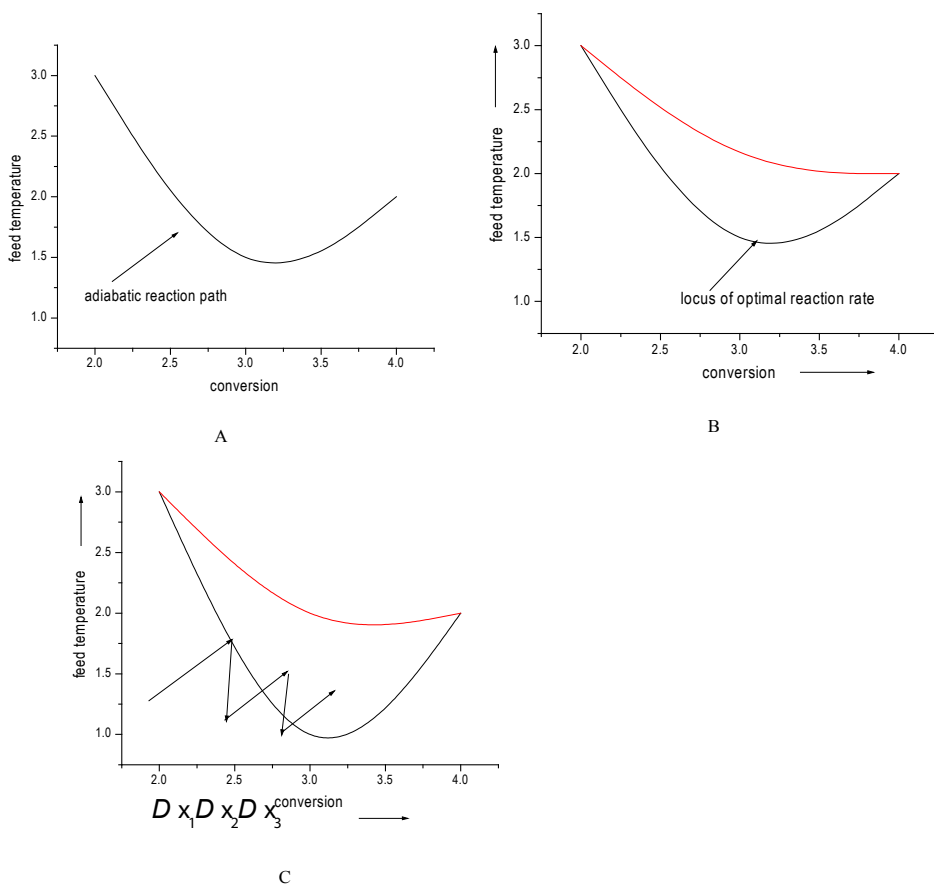 3.0
2.5
2.0
1.5
1.0
feed temperature
adiabatic reaction path
2.0 2.5 3.0 3.5 4.0
conversion
A
3.0
2.5
2.0
1.5
1.0
feed temperature
locus of optimal reaction rate
2.0 2.5 3.0 3.5 4.0
conversion
B
3.0
2.5
2.0
1.5
1.0
feed temperature
2.0 2.5 3.0 3.5 4.0
conversion
D x1 D x2 D x3
C